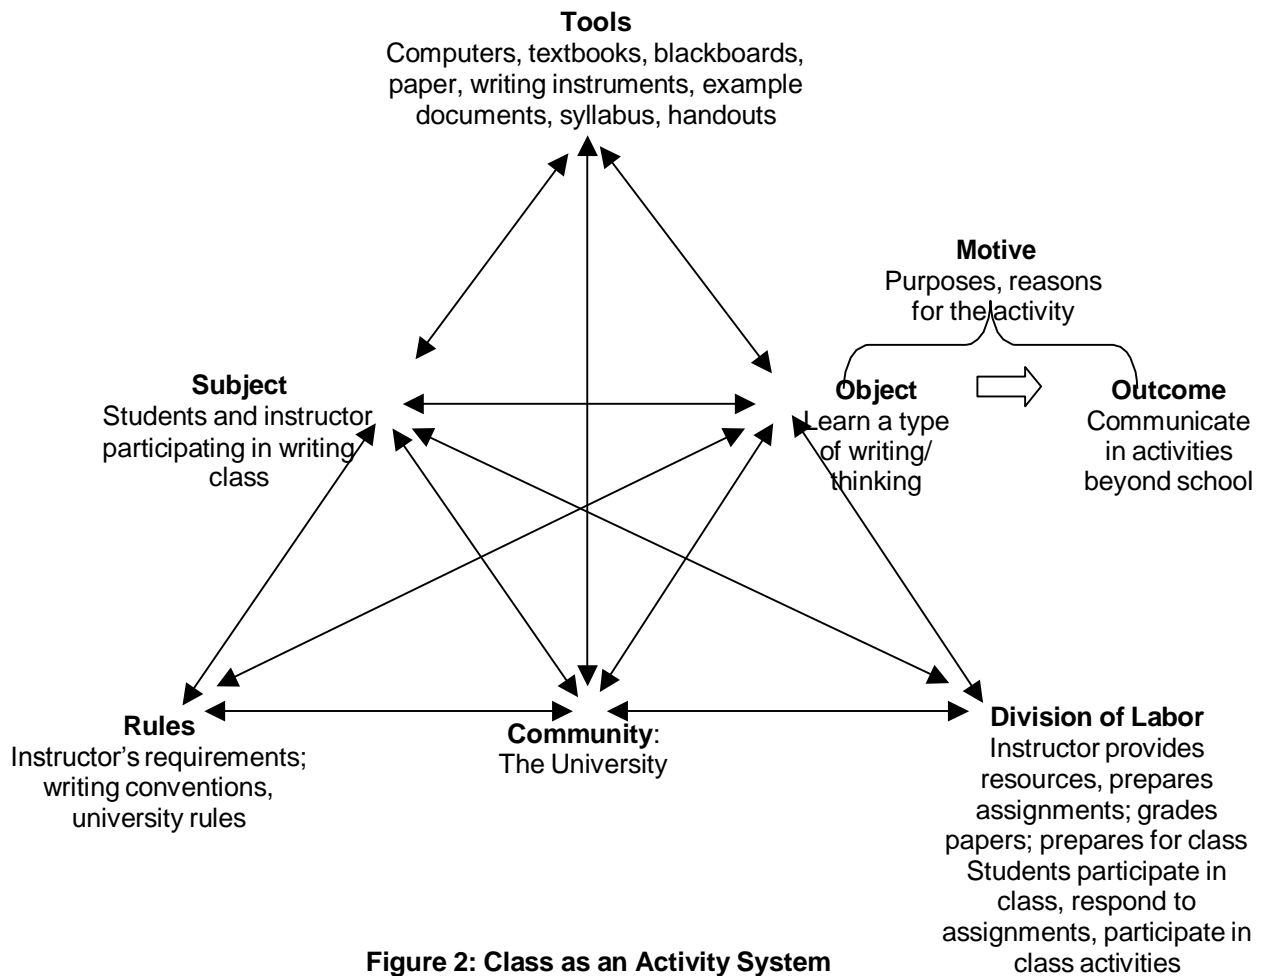 Tools
Computers, textbooks, blackboards,
paper, writing instruments, example
documents, syllabus, handouts
Motive
Purposes, reasons
for the activity
Subject
Students and instructor
participating in writing
class
Object
Learn a type
of writing/
thinking
Outcome
Communicate
in activities
beyond school
Rules
Instructor’s requirements;
writing conventions,
university rules
Community:
The University
Division of Labor
Instructor provides
resources, prepares
assignments; grades
papers; prepares for class
Students participate in
class, respond to
assignments, participate in
class activities
Figure 2: Class as an Activity System